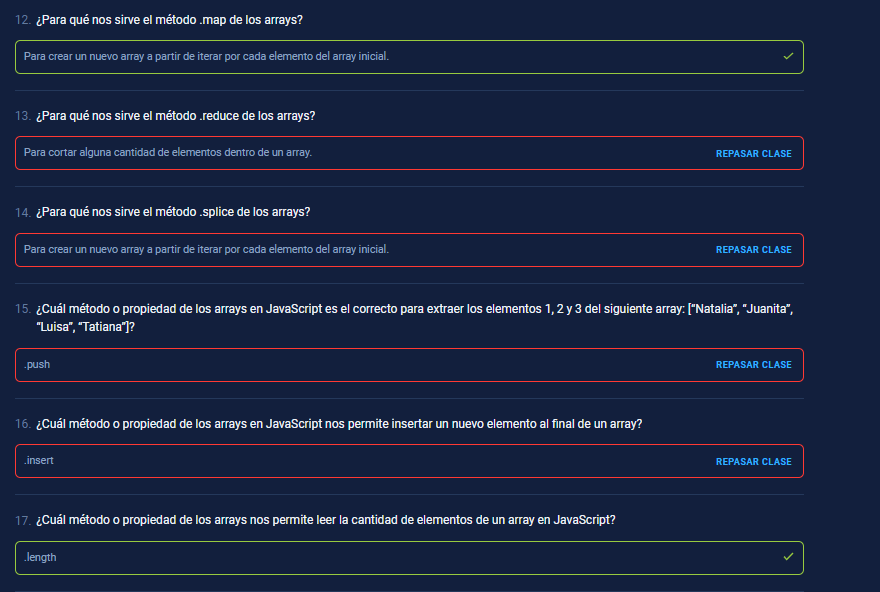 12. ¿Para qué nos sirve el método .map de los arrays?
Para crear un nuevo array a partir de iterar por cada elemento del array inicial.
13. ¿Para qué nos sirve el método .reduce de los arrays?
Para cortar alguna cantidad de elementos dentro de un array. REPASAR CLASE
14. ¿Para qué nos sirve el método .splice de los arrays?
Para crear un nuevo array a partir de iterar por cada elemento del array inicial. REPASAR CLASE
15. ¿Cuál método o propiedad de los arrays en JavaScript es el correcto para extraer los elementos 1, 2 y 3 del siguiente array: [“Natalia”, “Juanita”,
“Luisa”, “Tatiana”]?
.push REPASAR CLASE
16. ¿Cuál método o propiedad de los arrays en JavaScript nos permite insertar un nuevo elemento al final de un array?
.insert REPASAR CLASE
17. ¿Cuál método o propiedad de los arrays nos permite leer la cantidad de elementos de un array en JavaScript?
.length